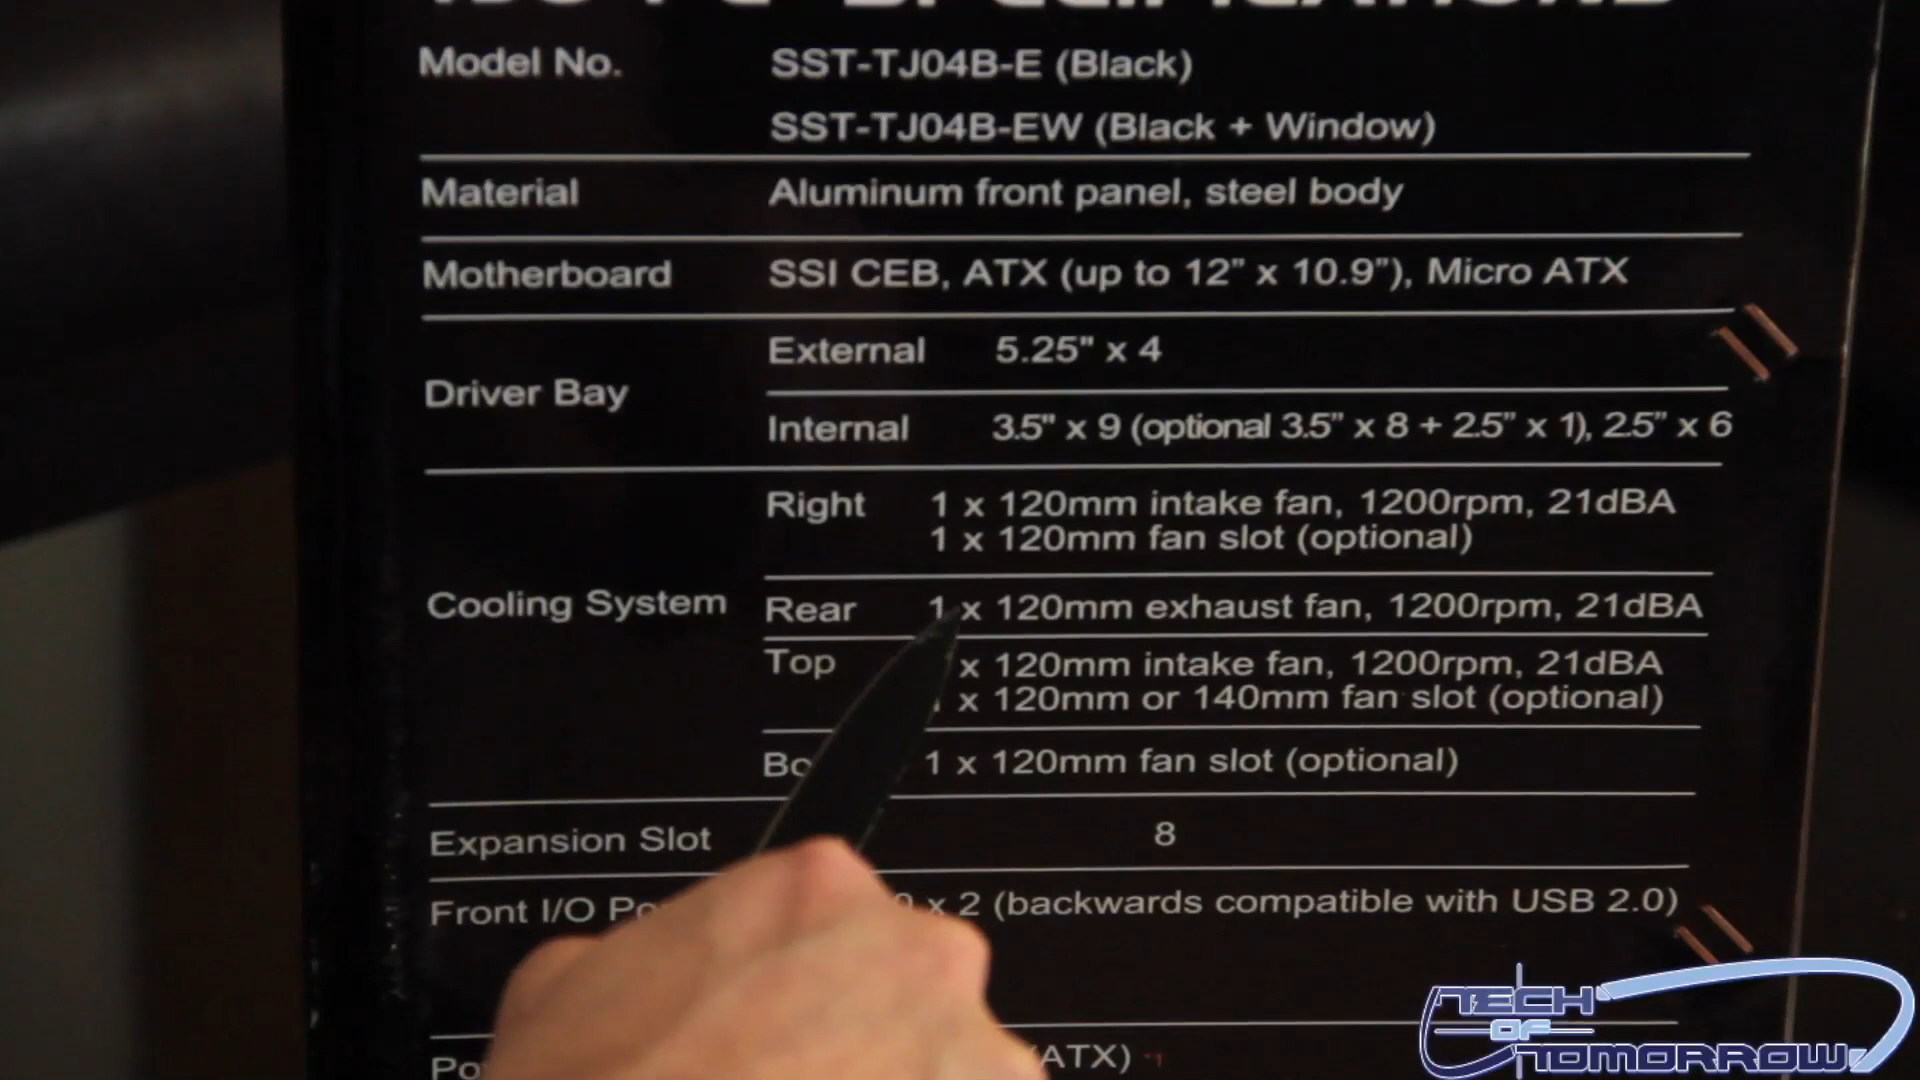 SPECIFICATIONS
Model No. SST-TJ04B-E (Black)
SST-TJ04B-EW (Black + Window)
Material Aluminum front panel, steel body
Motherboard SSI CEB, ATX (up to 12” x 10.9”), Micro ATX
External 5.25" x 4
Driver Bay
Internal 3.5" x 9 (optional 3.5” x 8 + 2.5” x 1), 2.5” x 6
Right 1 x 120mm intake fan, 1200rpm, 21dBA
1 x 120mm fan slot (optional)
Cooling System Rear 1 x 120mm exhaust fan, 1200rpm, 21dBA
Top x 120mm intake fan, 1200rpm, 21dBA
x 120mm or 140mm fan slot (optional)
1 x 120mm fan slot (optional)
Expansion Slot 8
Front I/O x 2 (backwards compatible with USB 2.0)
ATX)
TECH
OF
TOMORROW